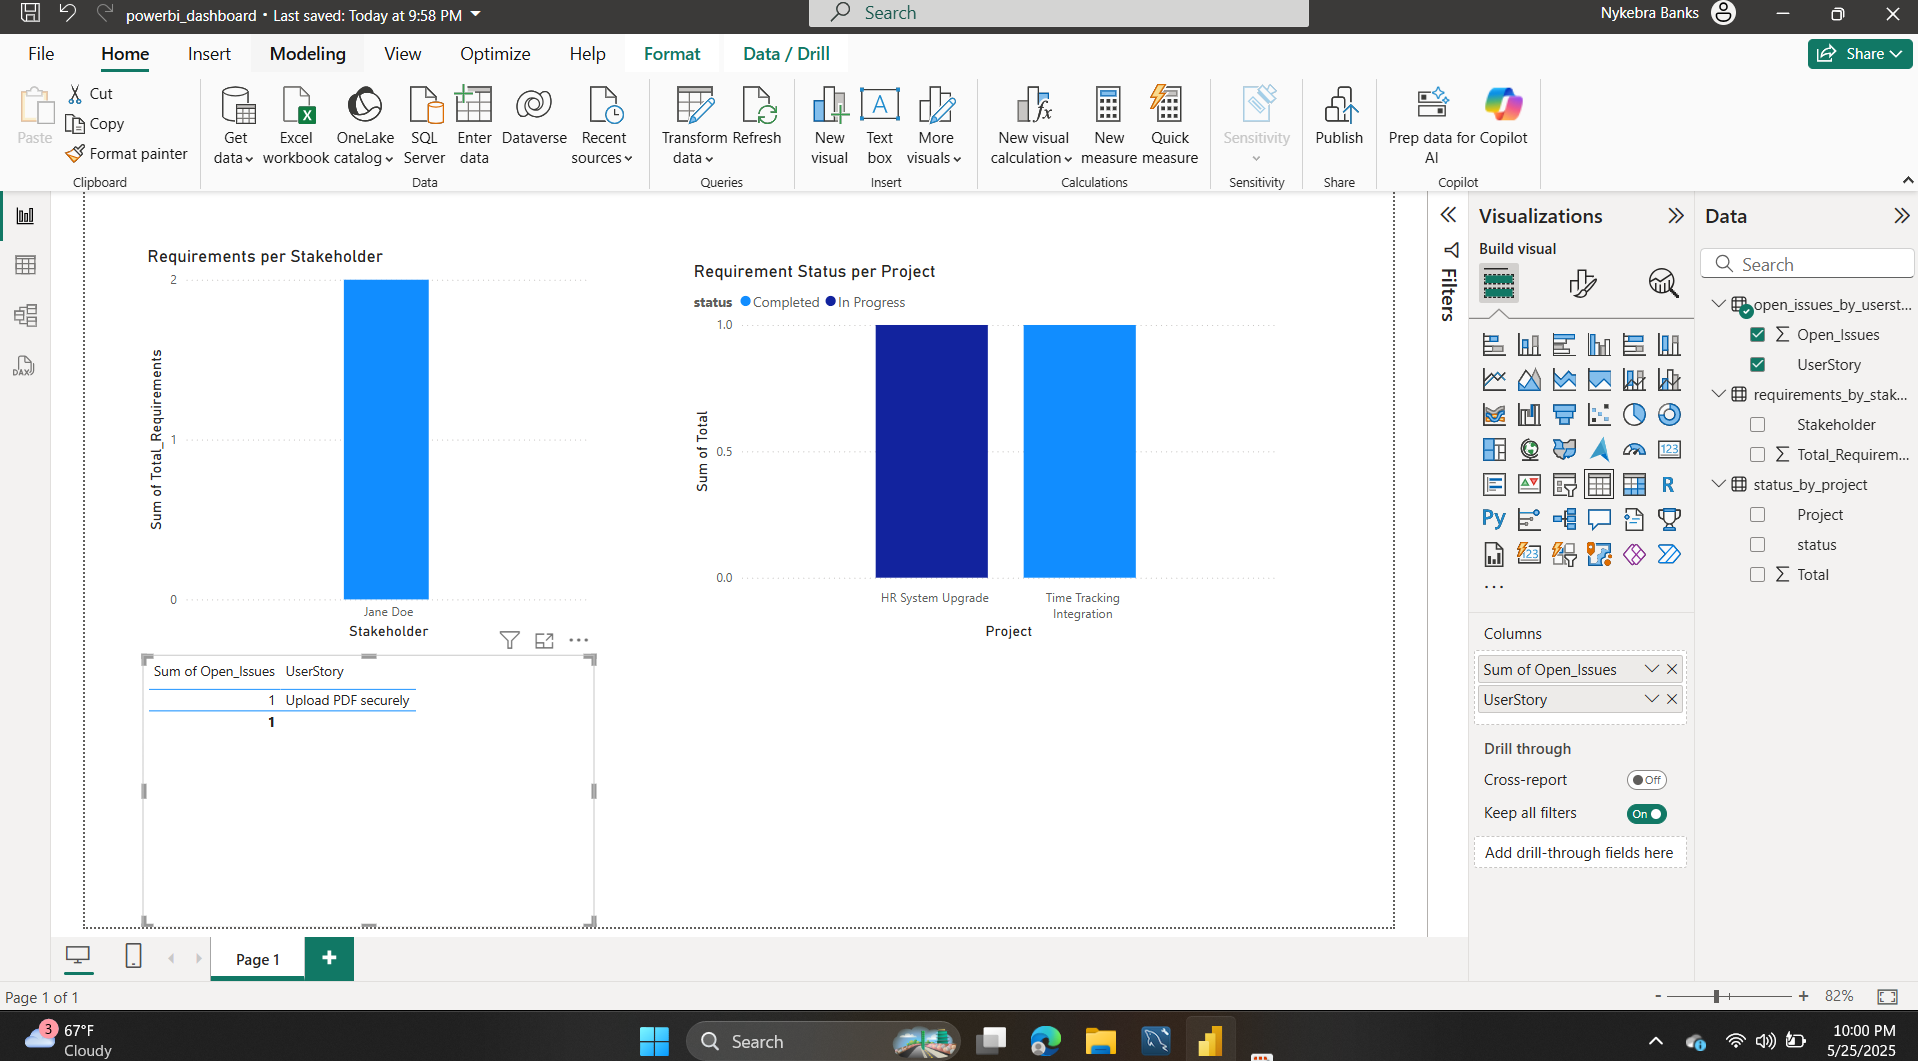 powerbi_dashboard • Last saved: Today at 9:58 PM
Search
Nykebra Banks
File
Home
Insert
Modeling
View
Optimize
Help
Format
Data / Drill
Share
Paste
Cut
Copy
Format painter
Clipboard
Get
data
Excel
workbook
OneLake
catalog
SQL
Server
Enter
data
Dataverse
Recent
sources
Data
Transform
data
Refresh
Queries
New
visual
Text
box
More
visuals
Insert
New visual
calculation
New
measure
Quick
measure
Calculations
Sensitivity
Sensitivity
Publish
Share
Prep data for
AI
Copilot
Copilot
Requirements per Stakeholder
2
1
0
Sum of Total_Requirements
Jane Doe
Stakeholder
Requirement Status per Project
status Completed In Progress
1.0
0.5
0.0
Sum of Total
HR System Upgrade
Time Tracking
Integration
Project
Sum of Open_Issues UserStory
1 Upload PDF securely
1
Filters
Visualizations
Build visual
123
R
Py
123
Columns
Sum of Open_Issues
UserStory
Drill through
Cross-report
Off
Keep all filters
On
Add drill-through fields here
Data
Search
open_issues_by_userst...
Open_Issues
UserStory
requirements_by_stak...
Stakeholder
Total_Requirem...
status_by_project
Project
status
Total
DAX
Page 1
Page 1 of 1
- + 82%
3
67°F
Cloudy
Search
10:00 PM
5/25/2025